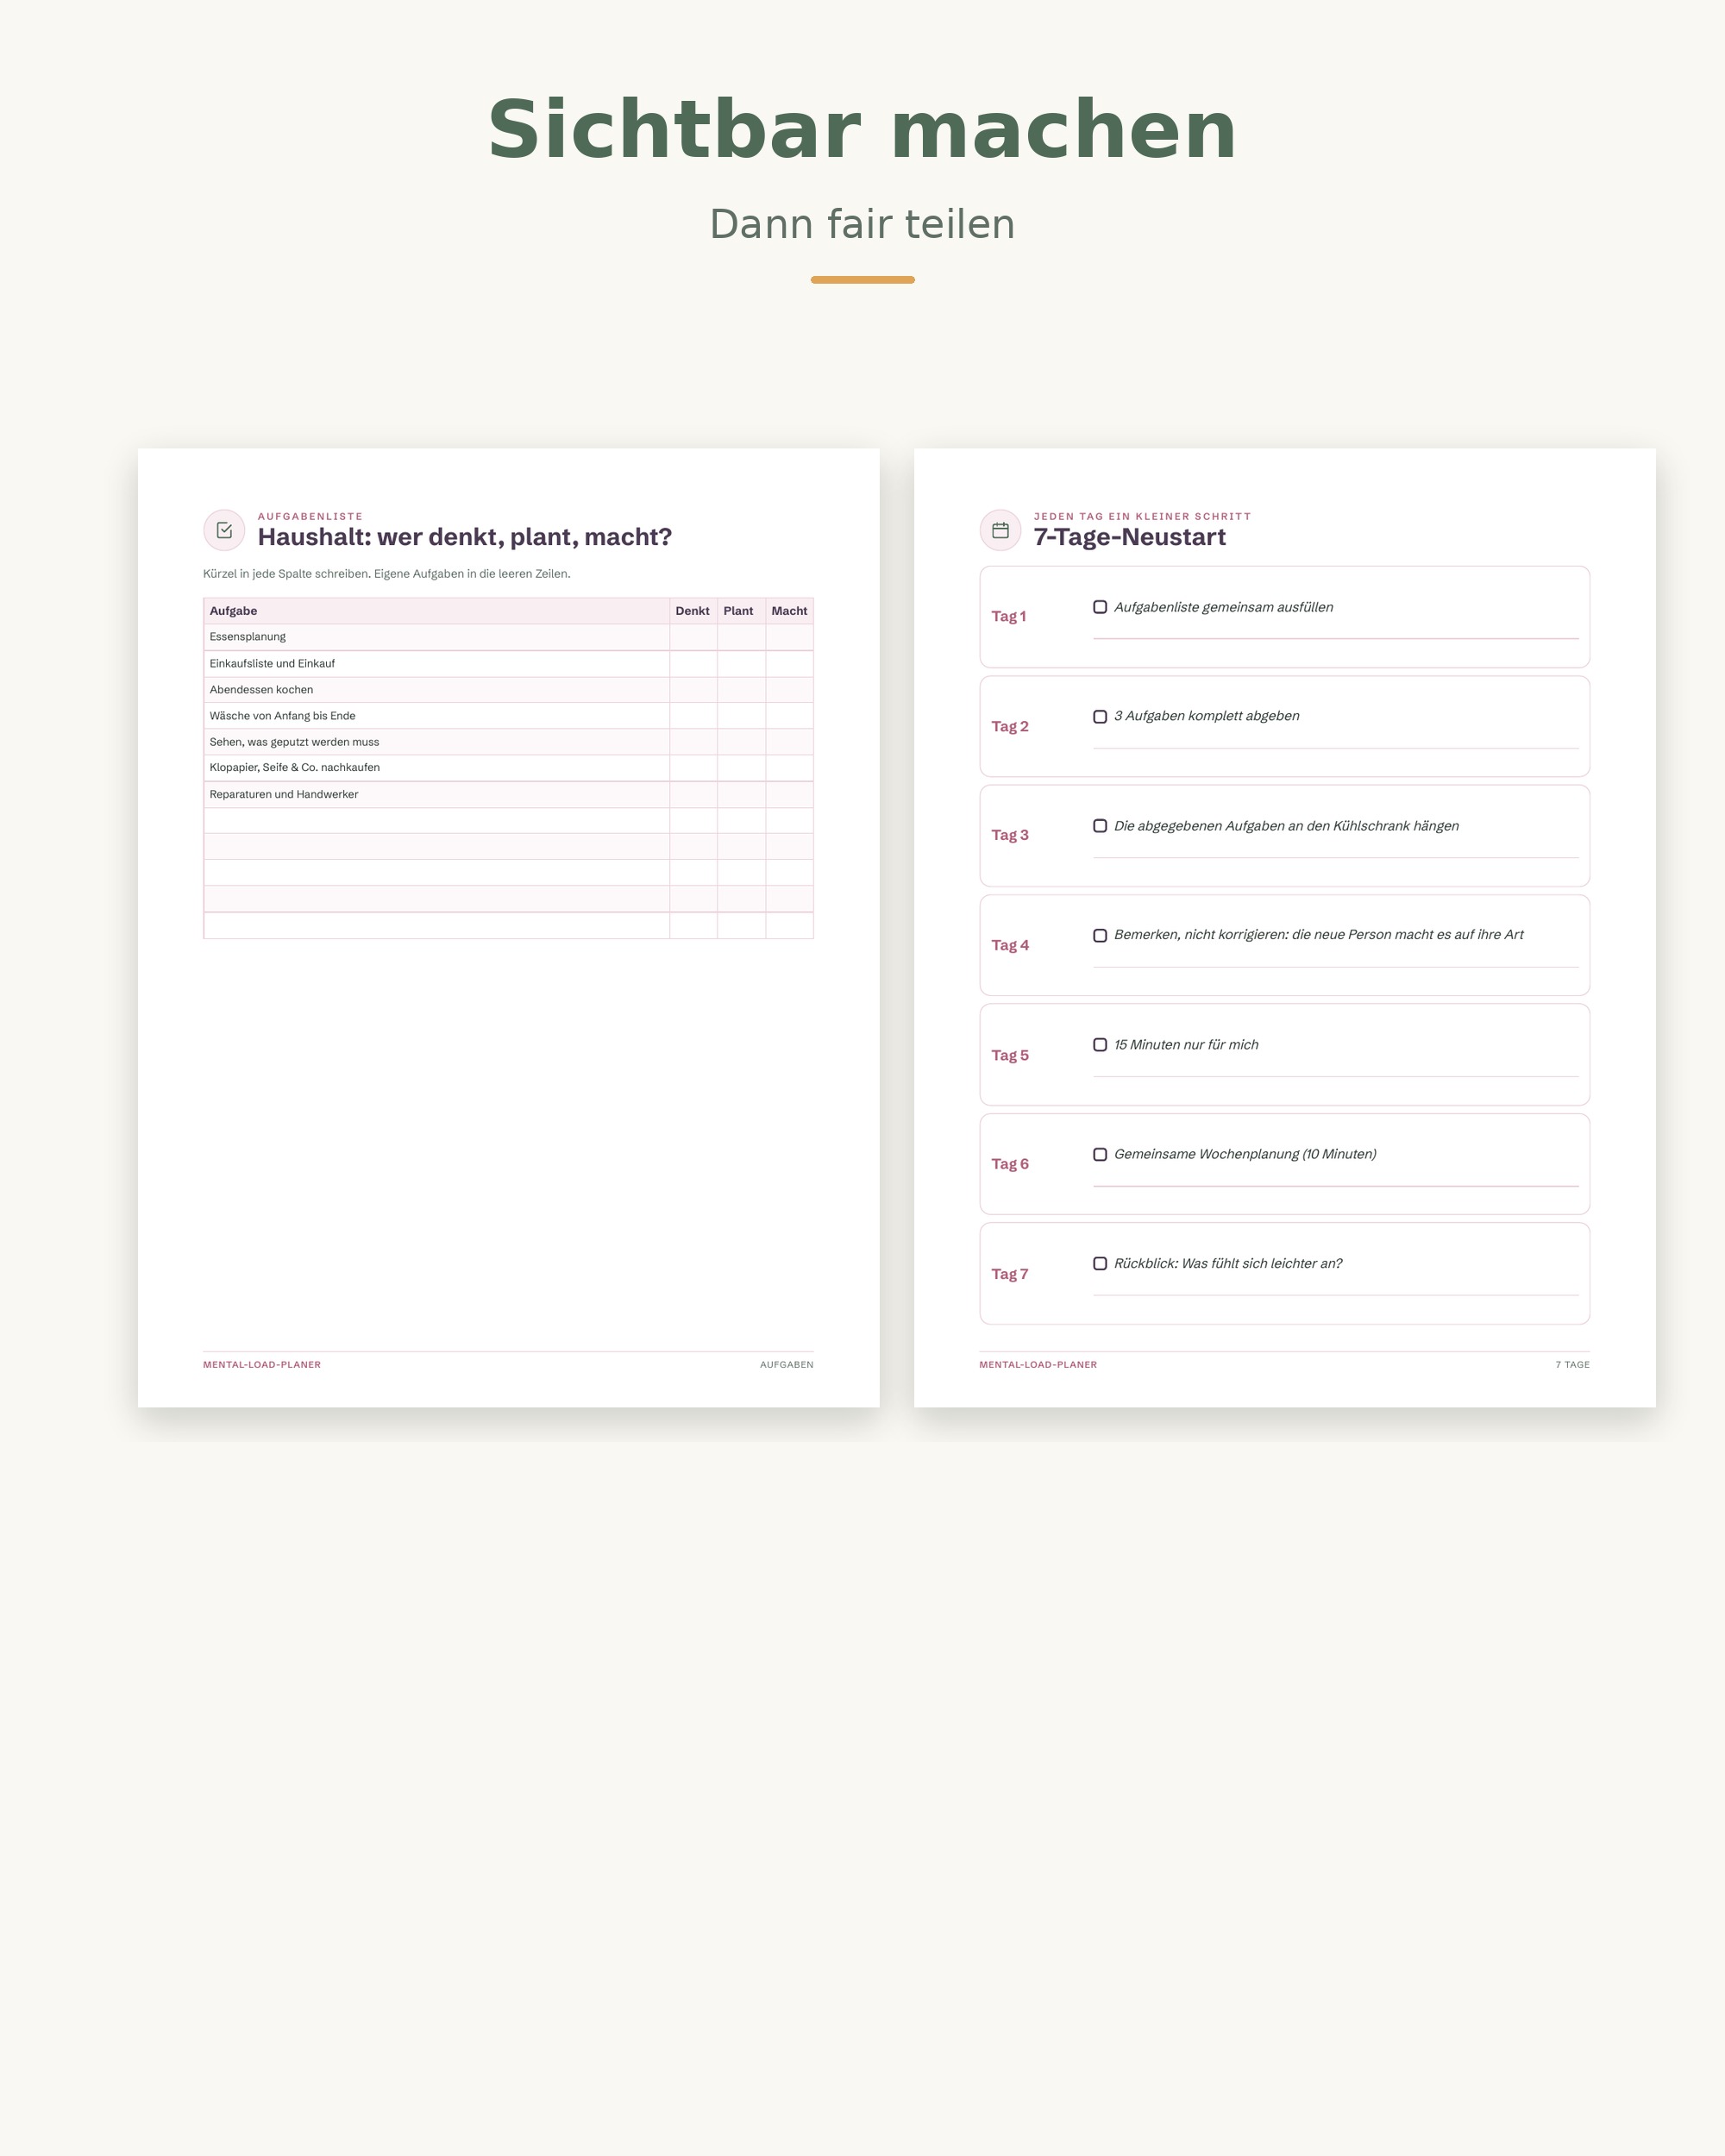 Sichtbar machen
Dann fair teilen
AUFGABENLISTE
Haushalt: wer denkt, plant, macht?
Kürzel in jede Spalte schreiben. Eigene Aufgaben in die leeren Zeilen.
Aufgabe Denkt Plant Macht
Essensplanung
Einkaufsliste und Einkauf
Abendessen kochen
Wäsche von Anfang bis Ende
Sehen, was geputzt werden muss
Klopapier, Seife & Co. nachkaufen
Reparaturen und Handwerker
MENTAL-LOAD-PLANER AUFGABEN
JEDEN TAG EIN KLEINER SCHRITT
7-Tage-Neustart
Tag 1 Aufgabenliste gemeinsam ausfüllen
Tag 2 3 Aufgaben komplett abgeben
Tag 3 Die abgegebenen Aufgaben an den Kühlschrank hängen
Tag 4 Bemerken, nicht korrigieren: die neue Person macht es auf ihre Art
Tag 5 15 Minuten nur für mich
Tag 6 Gemeinsame Wochenplanung (10 Minuten)
Tag 7 Rückblick: Was fühlt sich leichter an?
MENTAL-LOAD-PLANER 7 TAGE